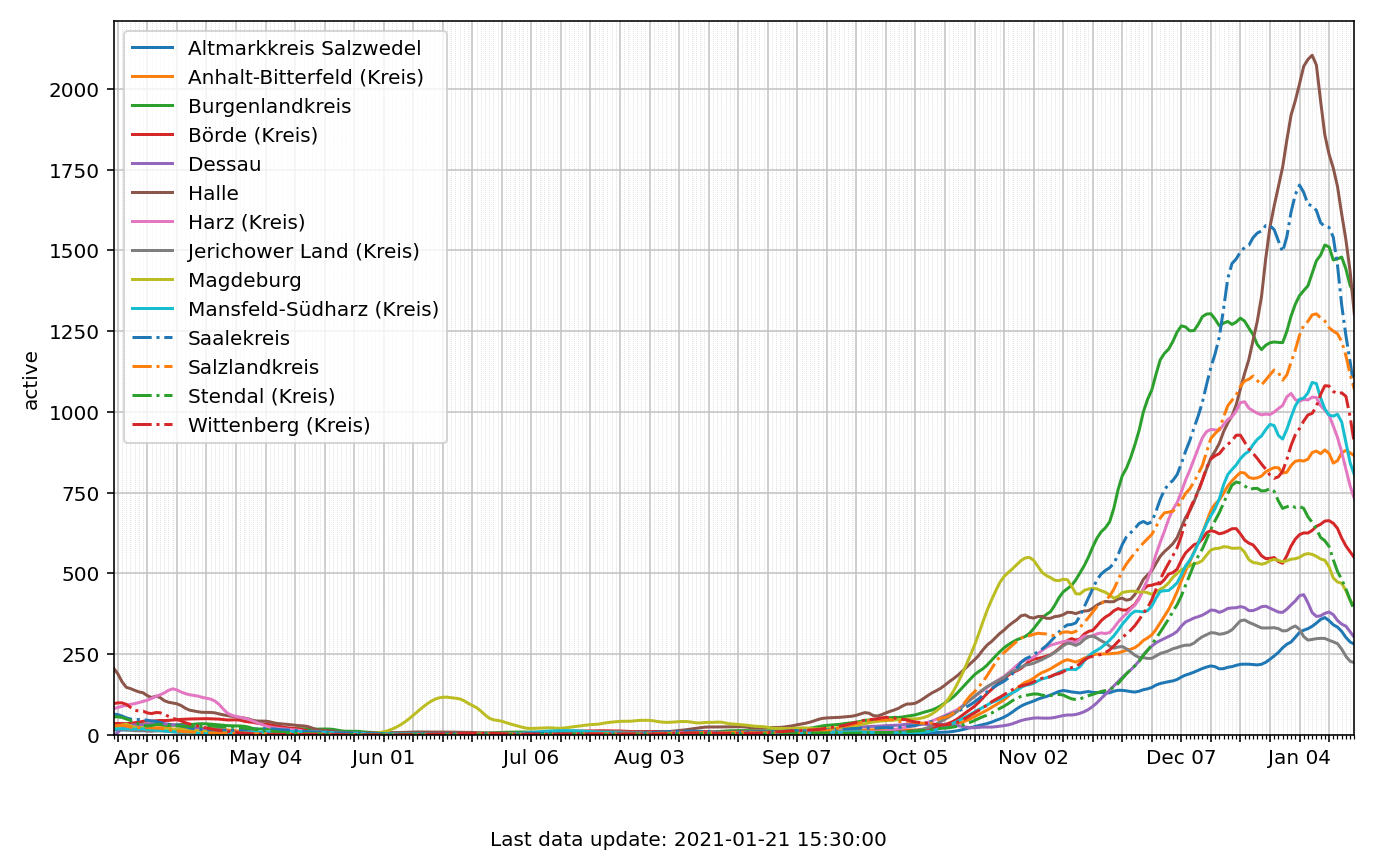 Altmarkkreis Salzwedel
Anhalt-Bitterfeld (Kreis)
Burgenlandkreis
Börde (Kreis)
Dessau
Halle
Harz (Kreis)
Jerichower Land (Kreis)
Magdeburg
Mansfeld-Südharz (Kreis)
Saalekreis
Salzlandkreis
Stendal (Kreis)
Wittenberg (Kreis)
active
2000
1750
1500
1250
1000
750
500
250
0
Apr 06 May 04 Jun 01 Jul 06 Aug 03 Sep 07 Oct 05 Nov 02 Dec 07 Jan 04
Last data update: 2021-01-21 15:30:00